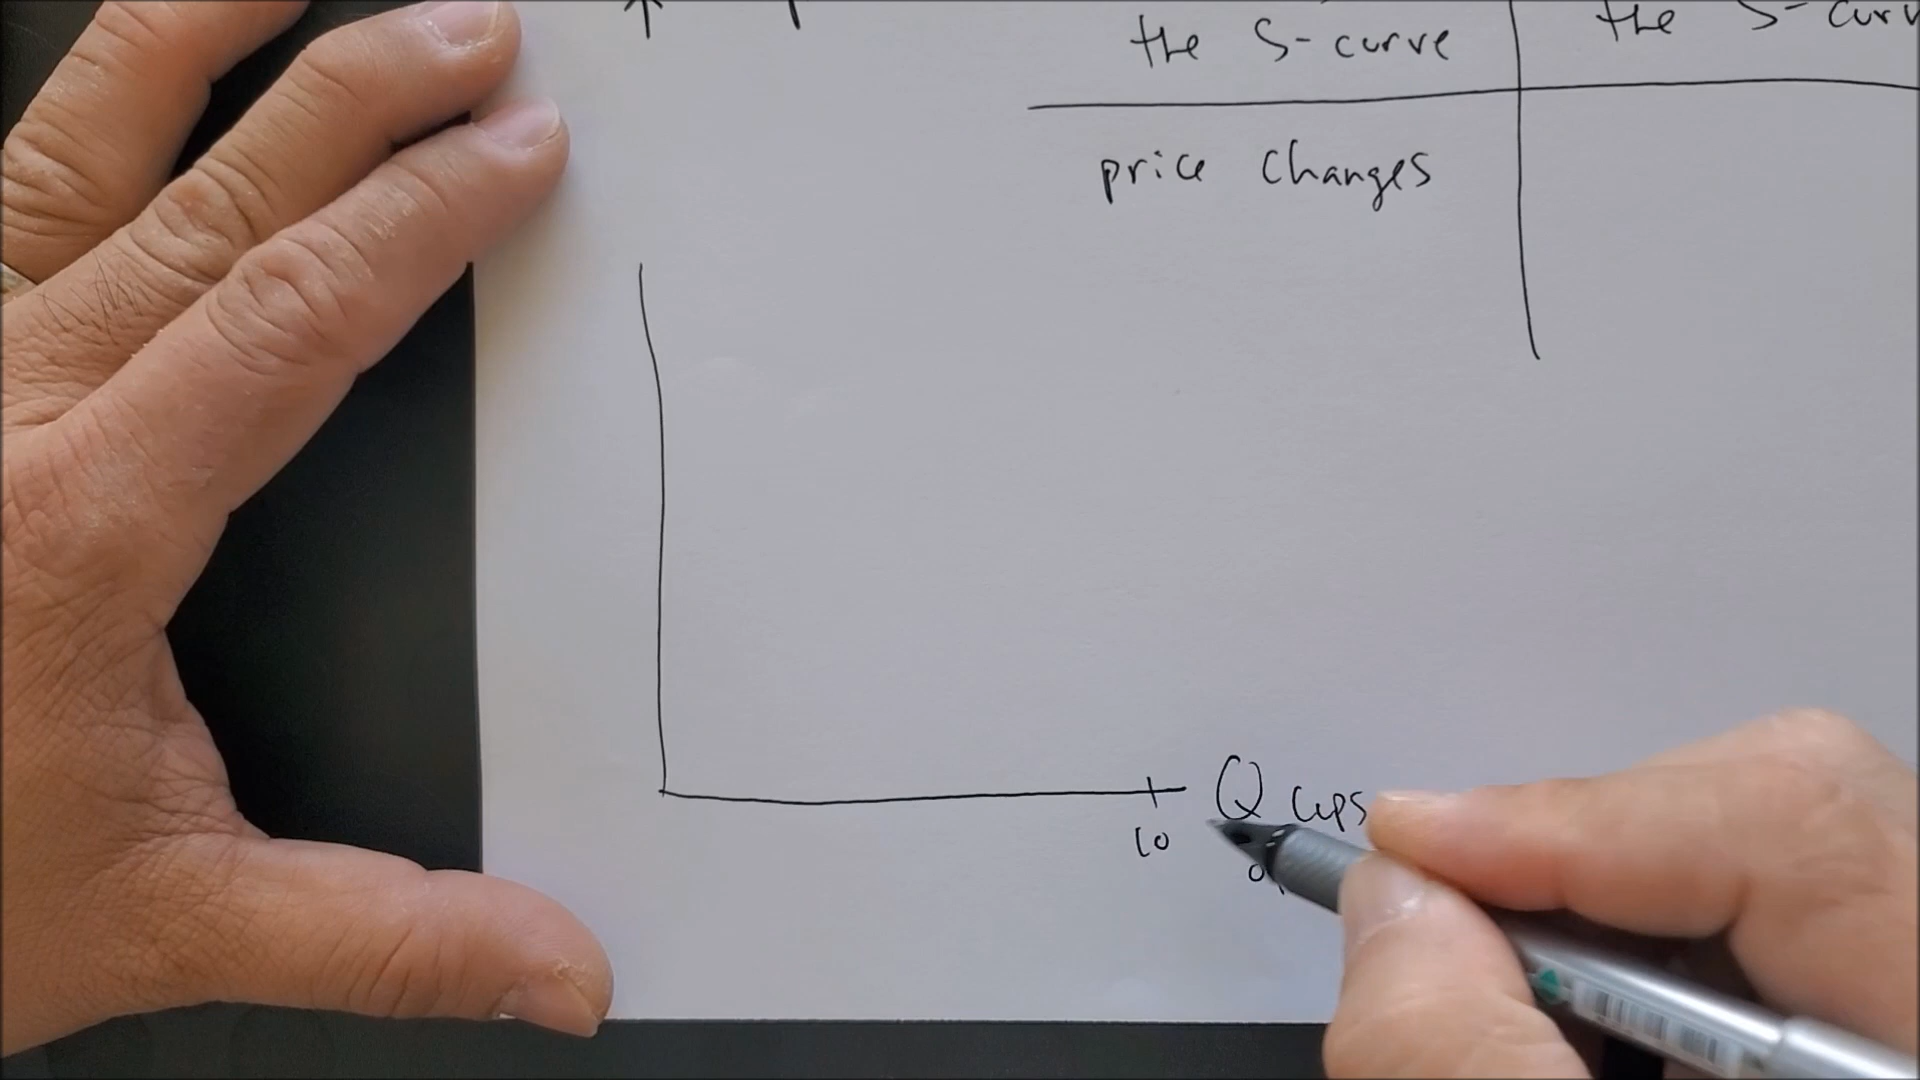 the S-curve
the S-curv
price changes
Q cups
10